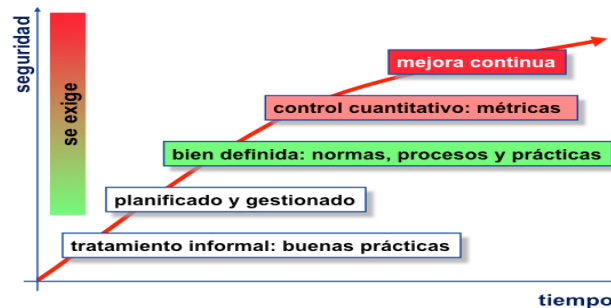 seguridad
se exige
mejora continua
control cuantitativo: métricas
bien definida: normas, procesos y prácticas
planificado y gestionado
tratamiento informal: buenas prácticas
tiempo